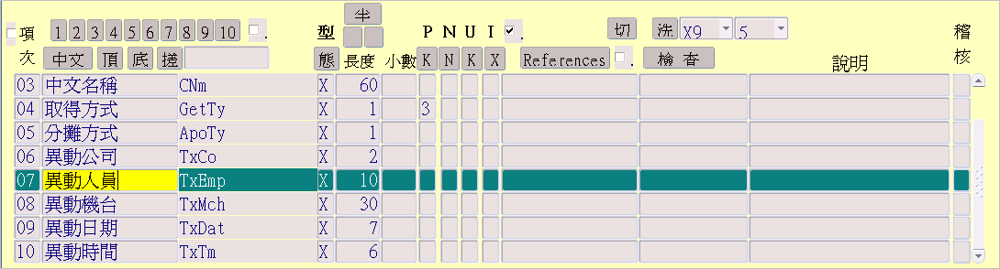 半
項 1 2 3 4 5 6 7 8 9 10 . 型 P N U I . 切 洗 X9 5 稽
次 中文 頂 底 搓 態 長度 小數 K N K X References . 檢查 說明 核
03 中文名稱 CNm X 60
04 取得方式 GetTy X 1 3
05 分攤方式 ApoTy X 1
06 異動公司 TxCo X 2
07 異動人員 TxEmp X 10
08 異動機台 TxMch X 30
09 異動日期 TxDat X 7
10 異動時間 TxTm X 6